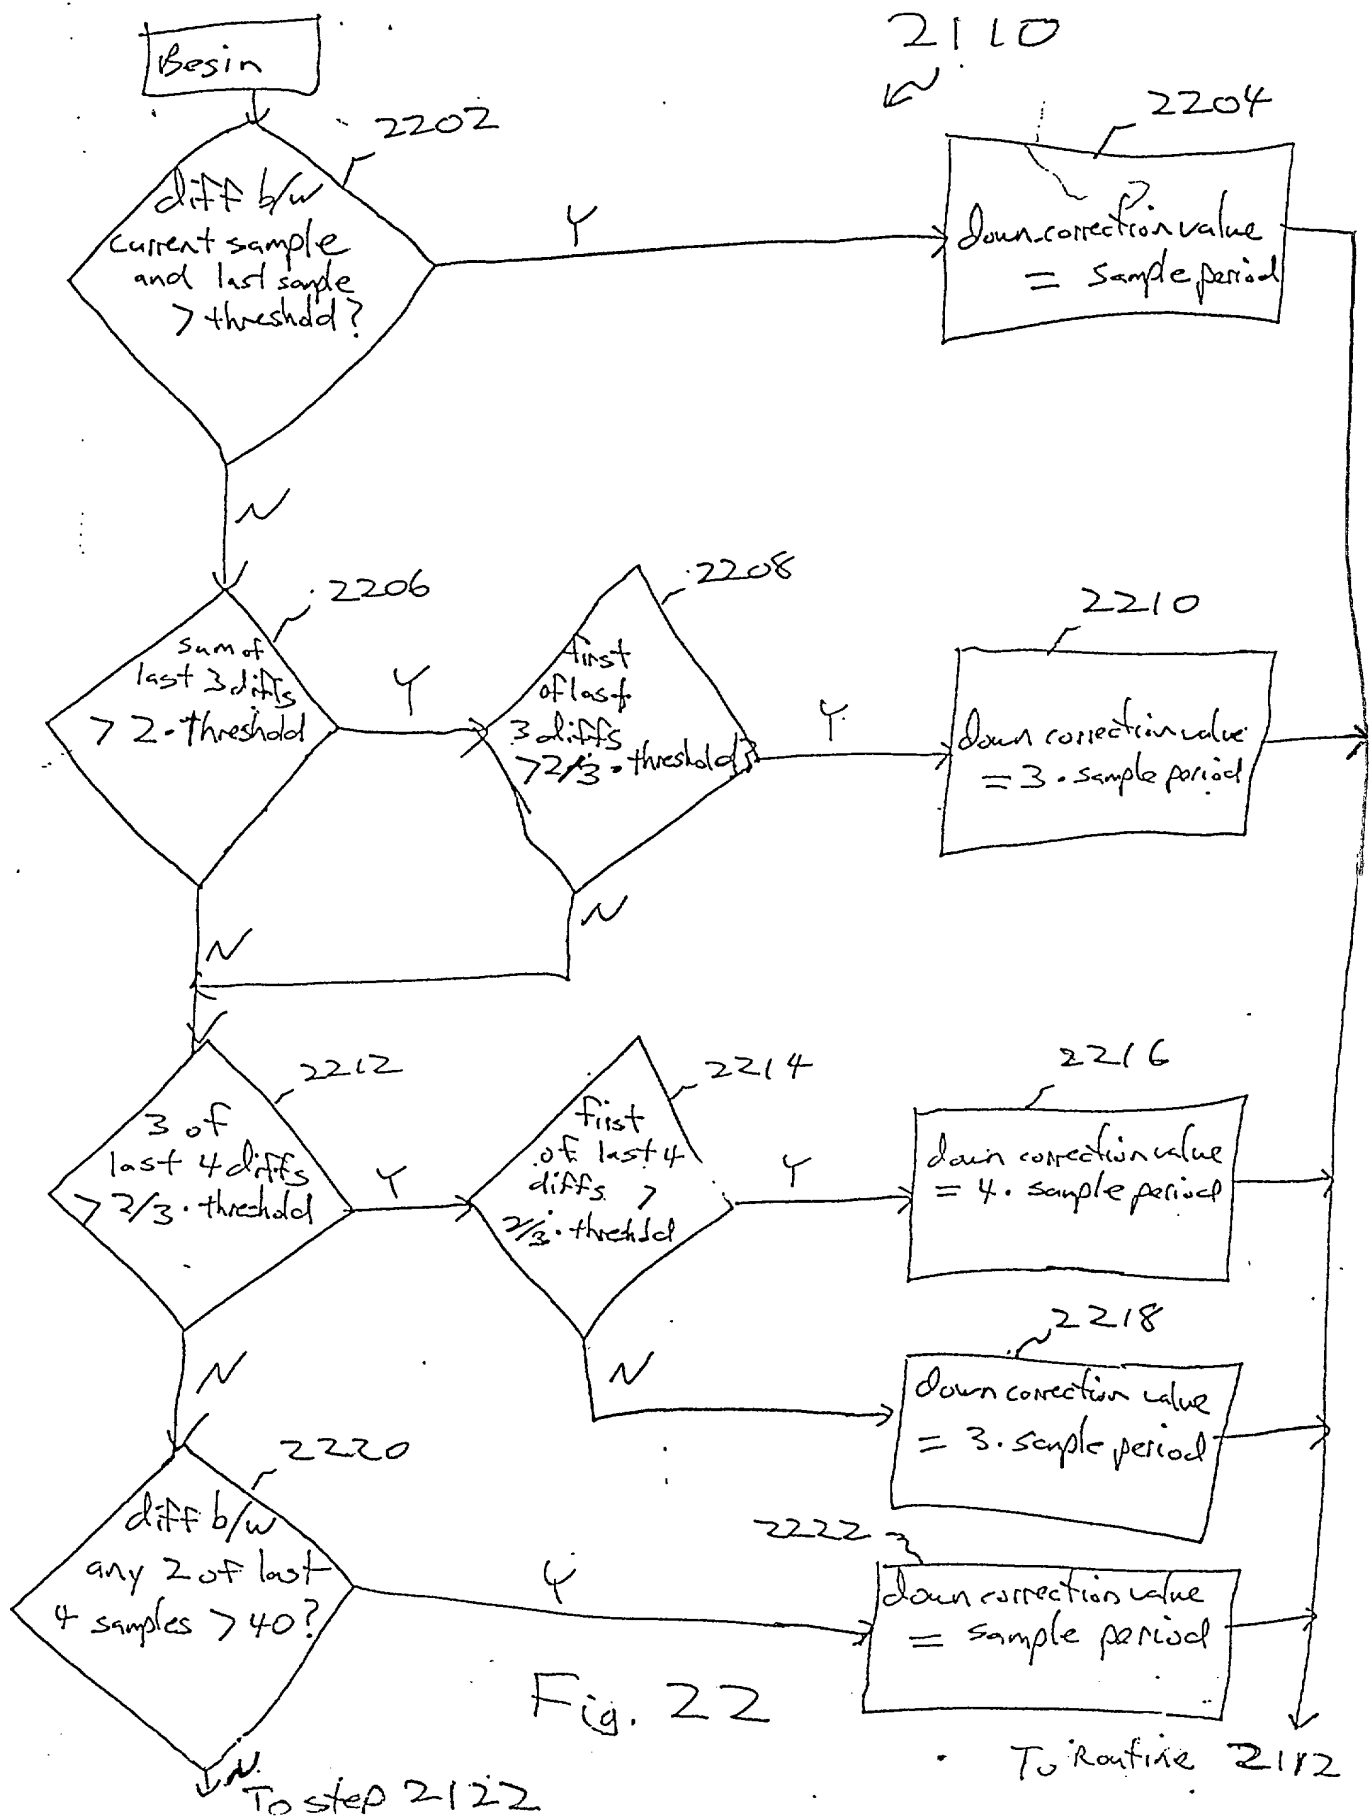 2110
Begin
2202
2204
diff b/w
current sample
and last sample
> threshold?
Y
down correction value
= sample period
N
2206
2208
2210
sum of
last 3 diffs
> 2 · threshold
Y
first
of last
3 diffs
> 2/3 · threshold?
Y
down correction value
= 3 · sample period
N
N
2212
2214
2216
3 of
last 4 diffs
> 2/3 · threshold
Y
first
of last 4
diffs >
2/3 · threshold
Y
down correction value
= 4 · sample period
N
N
2218
down correction value
= 3 · sample period
2220
2222
diff b/w
any 2 of last
4 samples > 40?
Y
down correction value
= sample period
Fig. 22
N
To step 2122
To Routine 2112